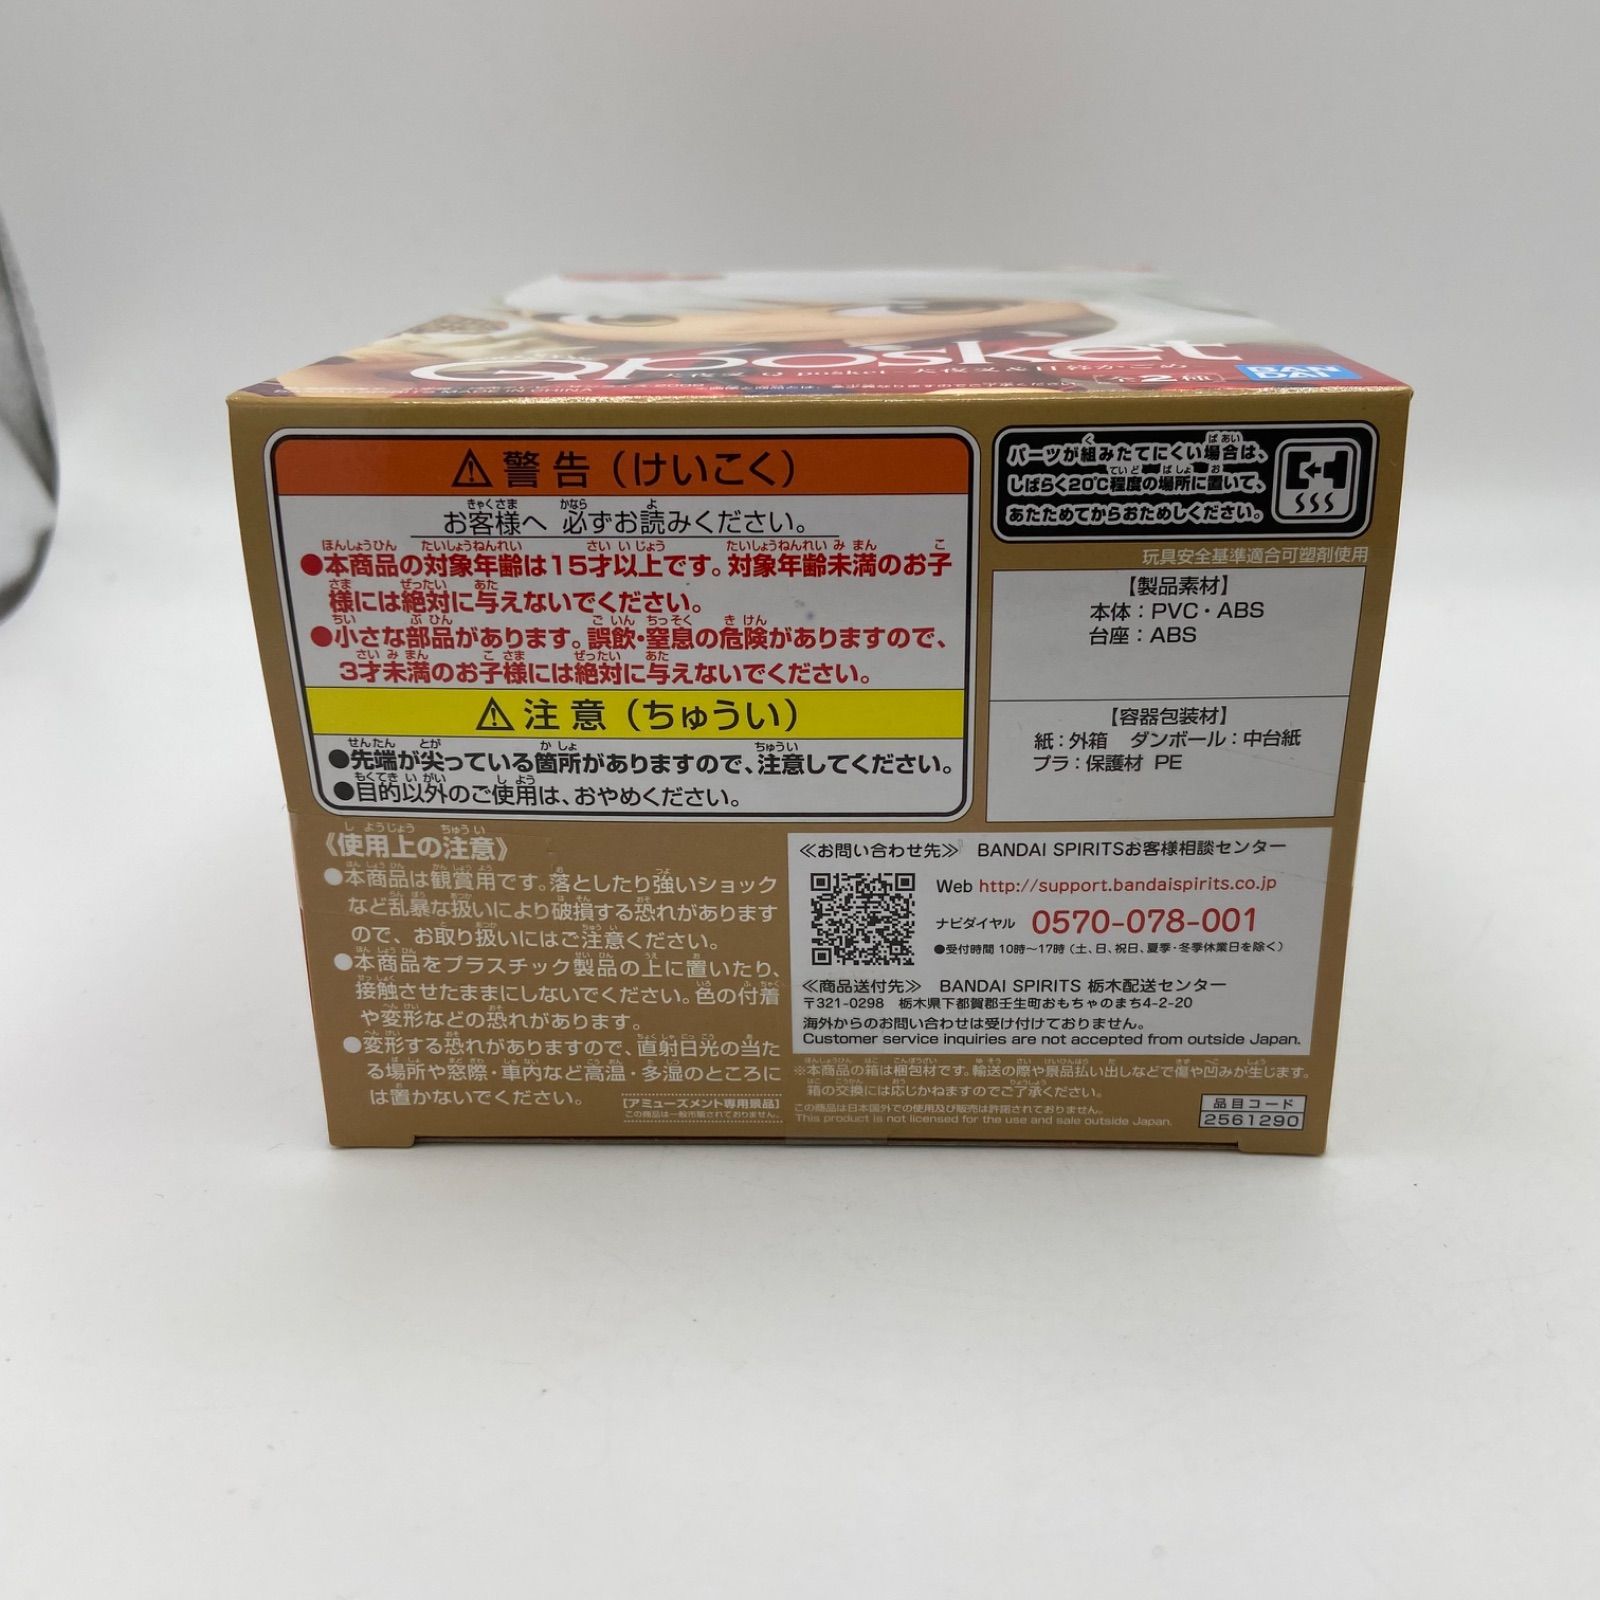 Qposket
犬夜叉 Q posket-犬夜叉&日暮かごめ-
全2種
BAN
DAI
警告（けいこく）
お客様へ 必ずお読みください。
●本商品の対象年齢は15才以上です。対象年齢未満のお子
様には絶対に与えないでください。
●小さな部品があります。誤飲・窒息の危険がありますので、
3才未満のお子様には絶対に与えないでください。
注意（ちゅうい）
●先端が尖っている箇所がありますので、注意してください。
●目的以外のご使用は、おやめください。
パーツが組みたてにくい場合は、
しばらく20℃程度の場所に置いて、
あたためてからおためしください。
玩具安全基準適合可塑剤使用
【製品素材】
本体：PVC・ABS
台座：ABS
【容器包装材】
紙：外箱 ダンボール：中台紙
プラ：保護材 PE
《使用上の注意》
●本商品は観賞用です。落としたり強いショック
など乱暴な扱いにより破損する恐れがあります
ので、お取り扱いにはご注意ください。
●本商品をプラスチック製品の上に置いたり、
接触させたままにしないでください。色の付着
や変形などの恐れがあります。
●変形する恐れがありますので、直射日光の当た
る場所や窓際・車内など高温・多湿のところに
は置かないでください。
【アミューズメント専用景品】
この商品は一般市販されておりません。
≪お問い合わせ先≫ BANDAI SPIRITSお客様相談センター
Web http://support.bandaispirits.co.jp
ナビダイヤル 0570-078-001
●受付時間 10時～17時（土、日、祝日、夏季・冬季休業日を除く）
≪商品送付先≫ BANDAI SPIRITS 栃木配送センター
〒321-0298 栃木県下都賀郡壬生町おもちゃのまち4-2-20
海外からのお問い合わせは受け付けておりません。
Customer service inquiries are not accepted from outside Japan.
※本商品の箱は梱包材です。輸送の際や景品払い出しなどで傷や凹みが生じます。
箱の交換には応じかねますのでご了承ください。
この商品は日本国外での使用及び販売は許諾されておりません。
This product is not licensed for the use and sale outside Japan.
品目コード
2561290